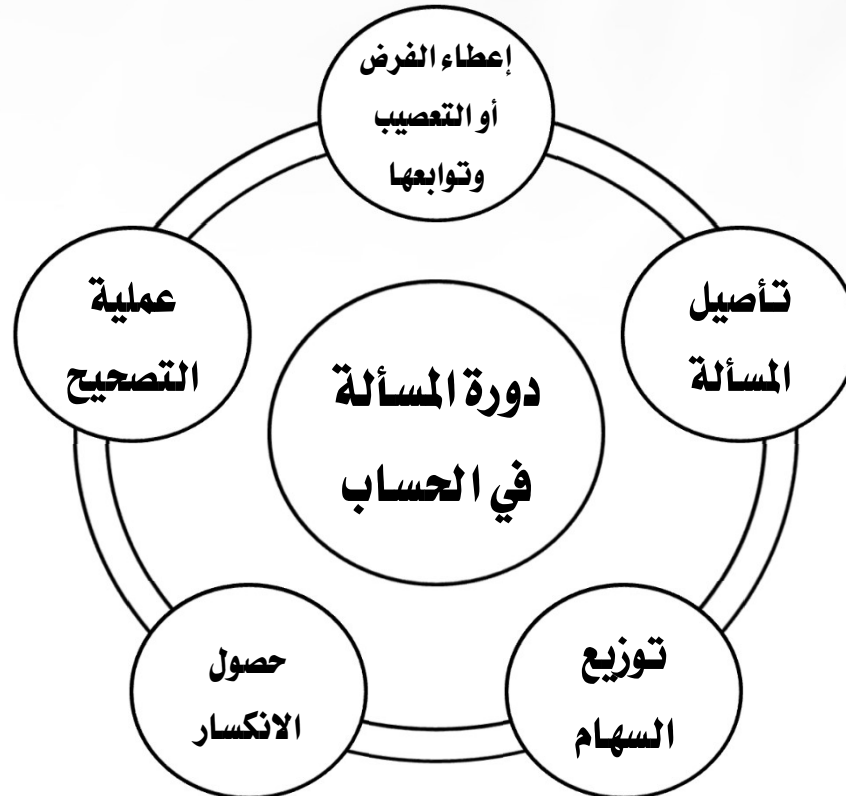 إعطاء الفرض
أو التعصيب
وتوابعها
تأصيل
المسألة
توزيع
السهام
حصول
الانكسار
عملية
التصحيح
دورة المسألة
في الحساب